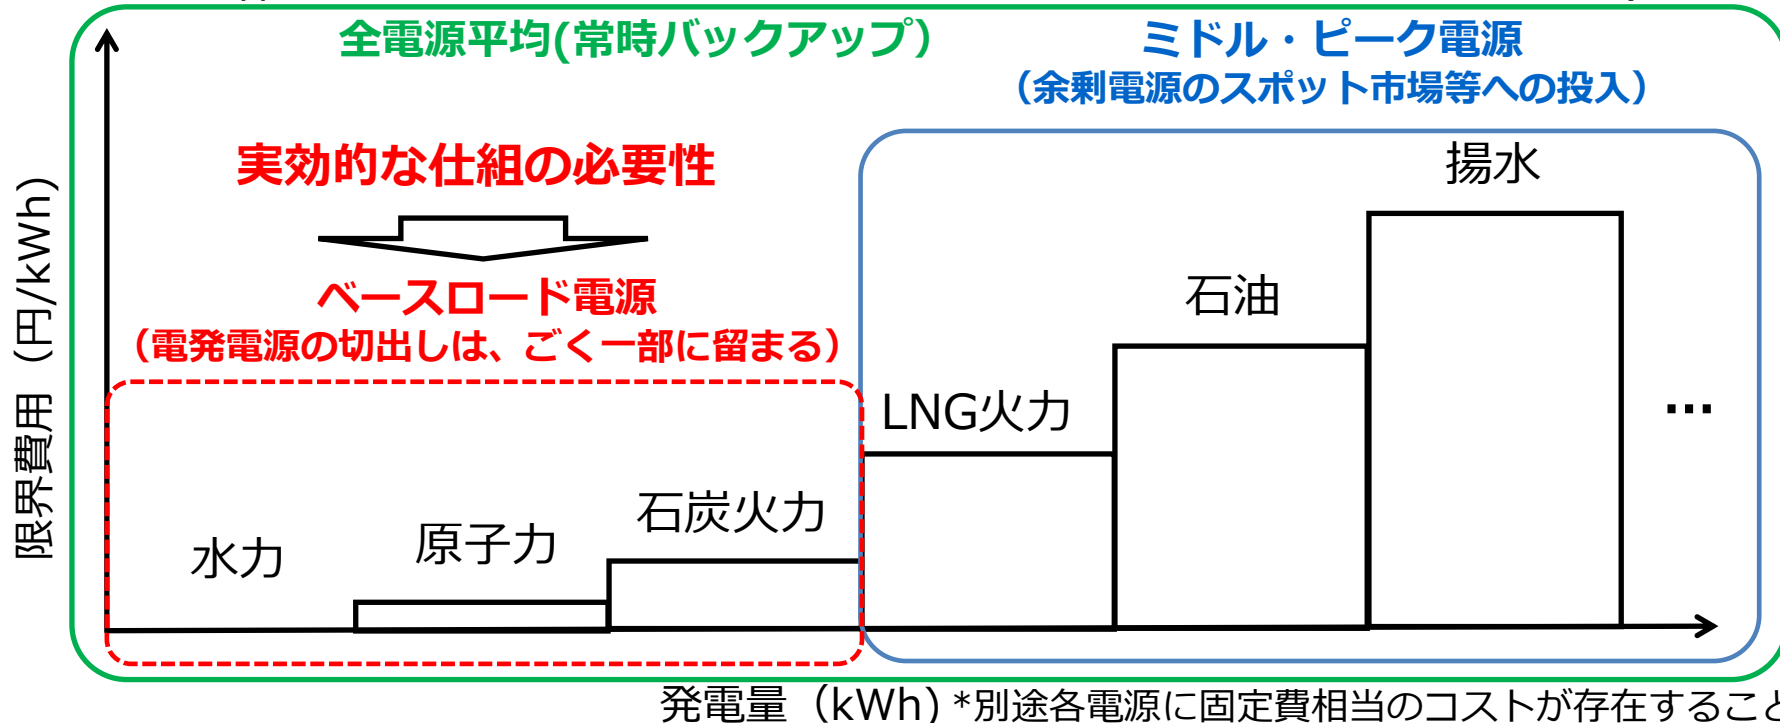 全電源平均(常時バックアップ）
ミドル・ピーク電源
（余剰電源のスポット市場等への投入）
実効的な仕組の必要性
ベースロード電源
（電発電源の切出しは、ごく一部に留まる）
限界費用（円/kWh）
水力
原子力
石炭火力
LNG火力
石油
揚水
…
発電量（kWh) *別途各電源に固定費相当のコストが存在すること